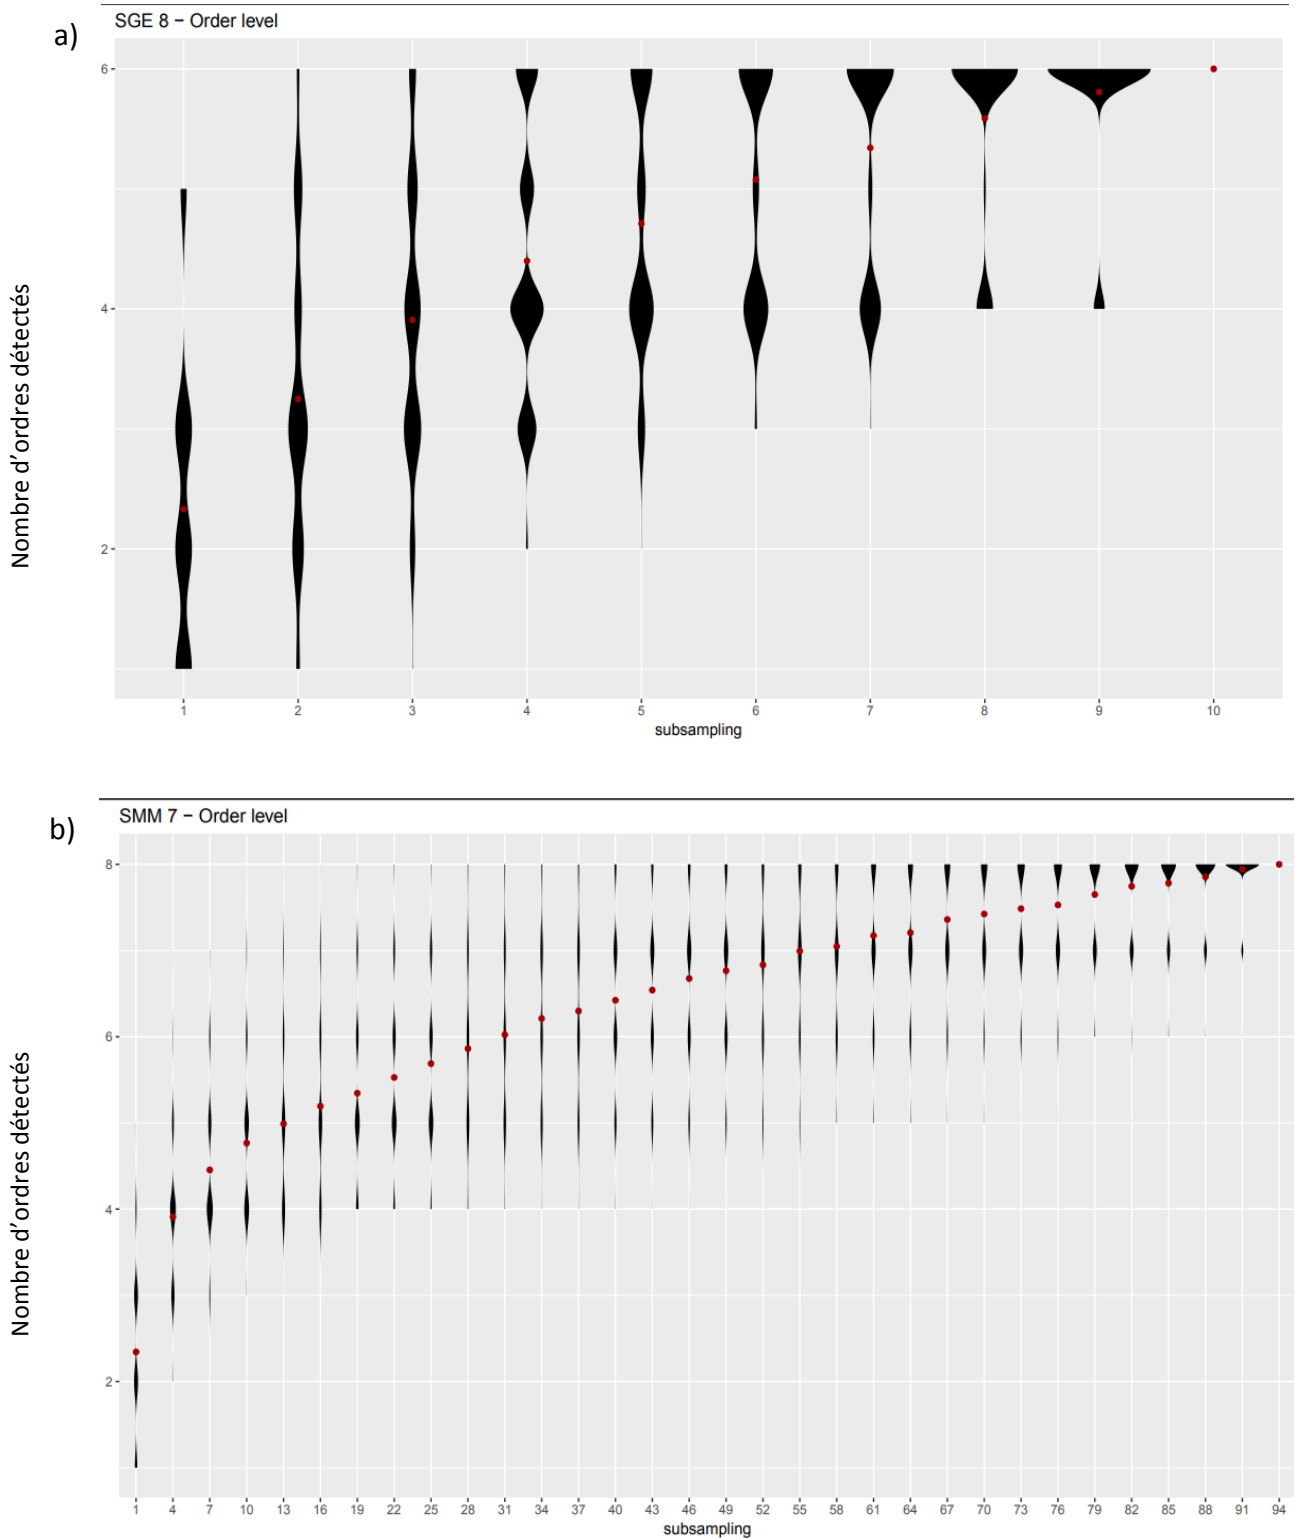 a)
SGE 8 − Order level
Nombre d’ordres détectés
6
4
2
1 2 3 4 5 6 7 8 9 10
subsampling
b)
SMM 7 − Order level
Nombre d’ordres détectés
8
6
4
2
1 4 7 10 13 16 19 22 25 28 31 34 37 40 43 46 49 52 55 58 61 64 67 70 73 76 79 82 85 88 91 94
subsampling